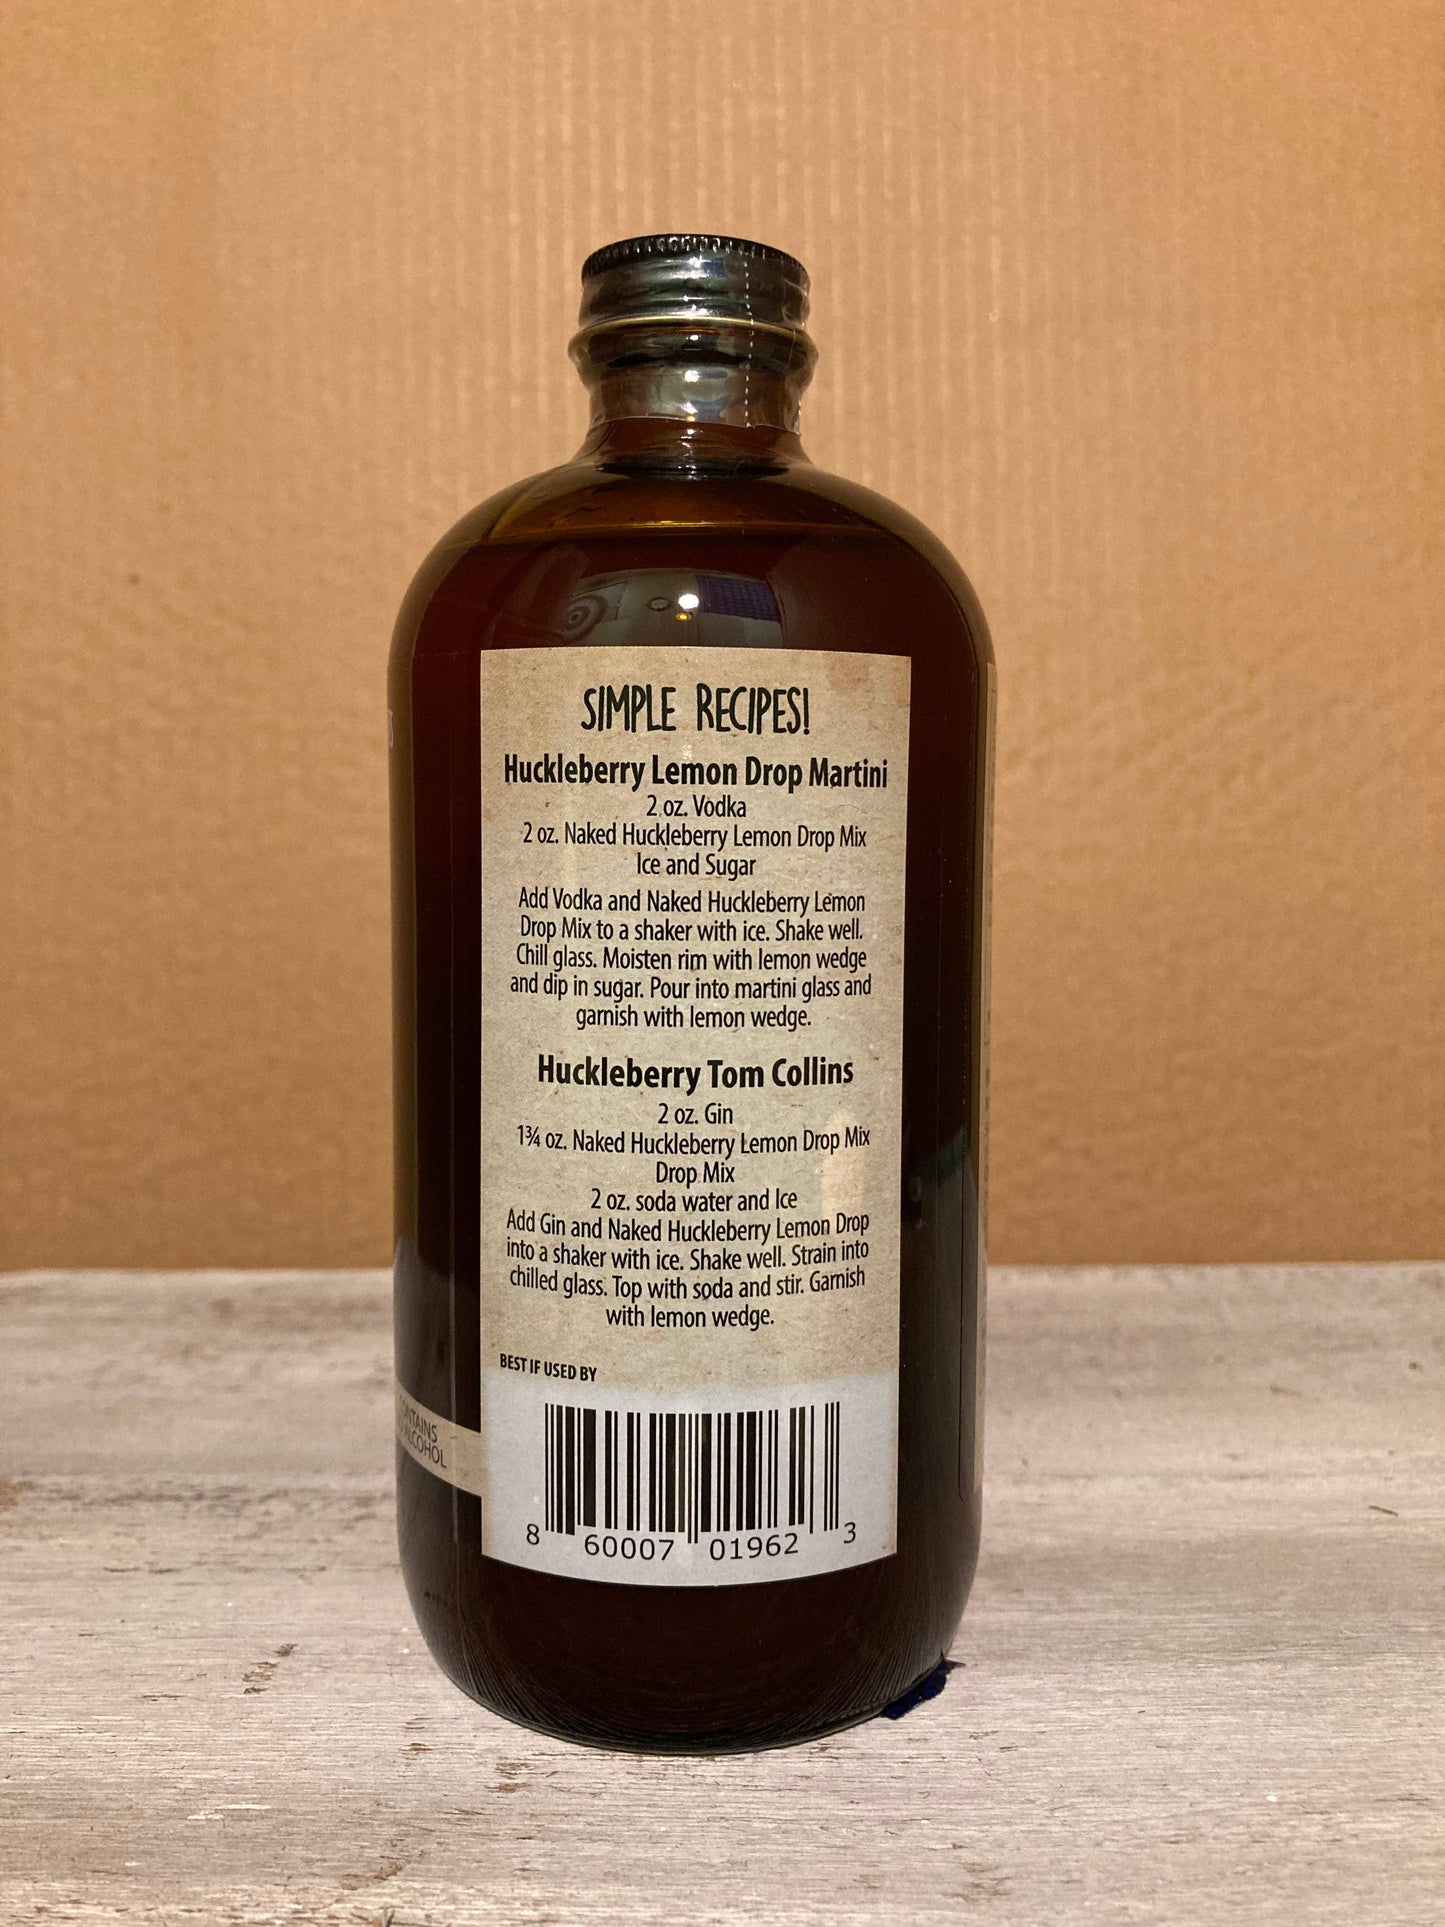 SIMPLE RECIPES!
Huckleberry Lemon Drop Martini
2 oz. Vodka
2 oz. Naked Huckleberry Lemon Drop Mix
Ice and Sugar
Add Vodka and Naked Huckleberry Lemon
Drop Mix to a shaker with ice. Shake well.
Chill glass. Moisten rim with lemon wedge
and dip in sugar. Pour into martini glass and
garnish with lemon wedge.
Huckleberry Tom Collins
2 oz. Gin
1¾ oz. Naked Huckleberry Lemon Drop Mix
Drop Mix
2 oz. soda water and Ice
Add Gin and Naked Huckleberry Lemon Drop
into a shaker with ice. Shake well. Strain into
chilled glass. Top with soda and stir. Garnish
with lemon wedge.
BEST IF USED BY
CONTAINS
ALCOHOL
8 60007 01962 3